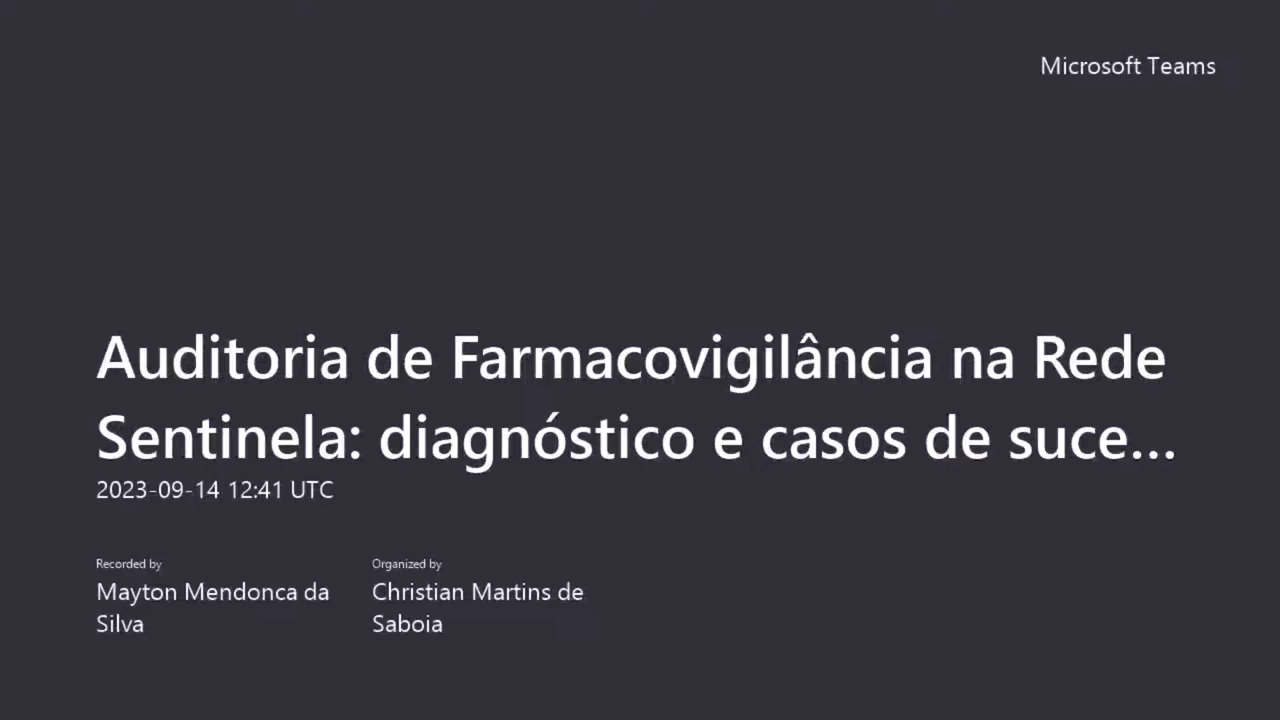 Microsoft Teams
Auditoria de Farmacovigilância na Rede
Sentinela: diagnóstico e casos de suce...
2023-09-14 12:41 UTC
Recorded by
Mayton Mendonca da
Silva
Organized by
Christian Martins de
Saboia